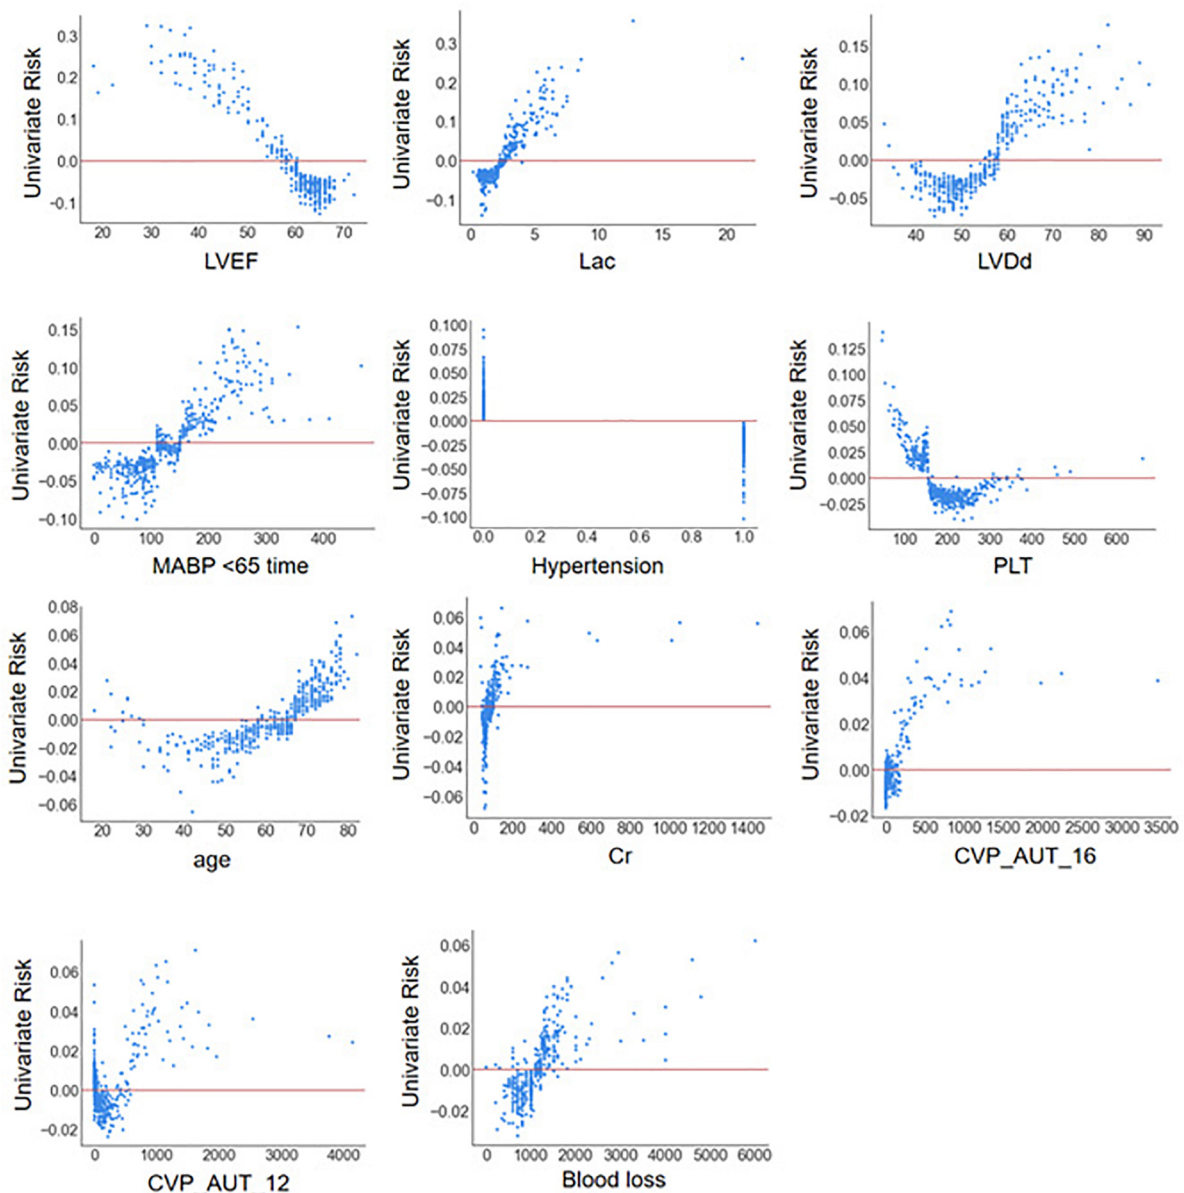 Univariate Risk
0.3
0.2
0.1
0.0
−0.1
20 30 40 50 60 70
LVEF
Univariate Risk
0.3
0.2
0.1
0.0
−0.1
0 5 10 15 20
Lac
Univariate Risk
0.15
0.10
0.05
0.00
−0.05
40 50 60 70 80 90
LVDd
Univariate Risk
0.15
0.10
0.05
0.00
−0.05
−0.10
0 100 200 300 400
MABP <65 time
Univariate Risk
0.100
0.075
0.050
0.025
0.000
−0.025
−0.050
−0.075
−0.100
0.0 0.2 0.4 0.6 0.8 1.0
Hypertension
Univariate Risk
0.125
0.100
0.075
0.050
0.025
0.000
−0.025
100 200 300 400 500 600
PLT
Univariate Risk
0.08
0.06
0.04
0.02
0.00
−0.02
−0.04
−0.06
20 30 40 50 60 70 80
age
Univariate Risk
0.06
0.04
0.02
0.00
−0.02
−0.04
−0.06
0 200 400 600 800 1000 1200 1400
Cr
Univariate Risk
0.06
0.04
0.02
0.00
−0.02
0 500 1000 1500 2000 2500 3000 3500
CVP_AUT_16
Univariate Risk
0.06
0.04
0.02
0.00
−0.02
0 1000 2000 3000 4000
CVP_AUT_12
Univariate Risk
0.06
0.04
0.02
0.00
−0.02
0 1000 2000 3000 4000 5000 6000
Blood loss